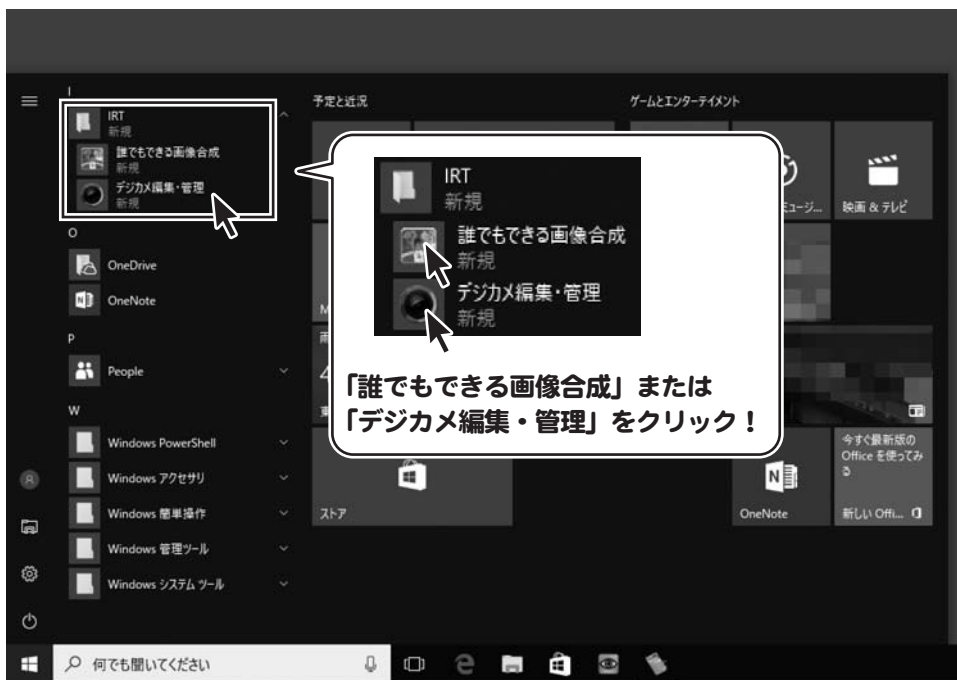 I
IRT
新規
誰でもできる画像合成
新規
デジカメ編集・管理
新規
O
OneDrive
OneNote
P
People
W
Windows PowerShell
Windows アクセサリ
Windows 簡単操作
Windows 管理ツール
Windows システム ツール
予定と近況
ゲームとエンターテイメント
IRT
新規
誰でもできる画像合成
新規
デジカメ編集・管理
新規
「誰でもできる画像合成」または
「デジカメ編集・管理」をクリック！
ミュージ...
映画 & テレビ
ストア
OneNote
今すぐ最新版の
Office を使ってみ
る
新しい Offi...
何でも聞いてください